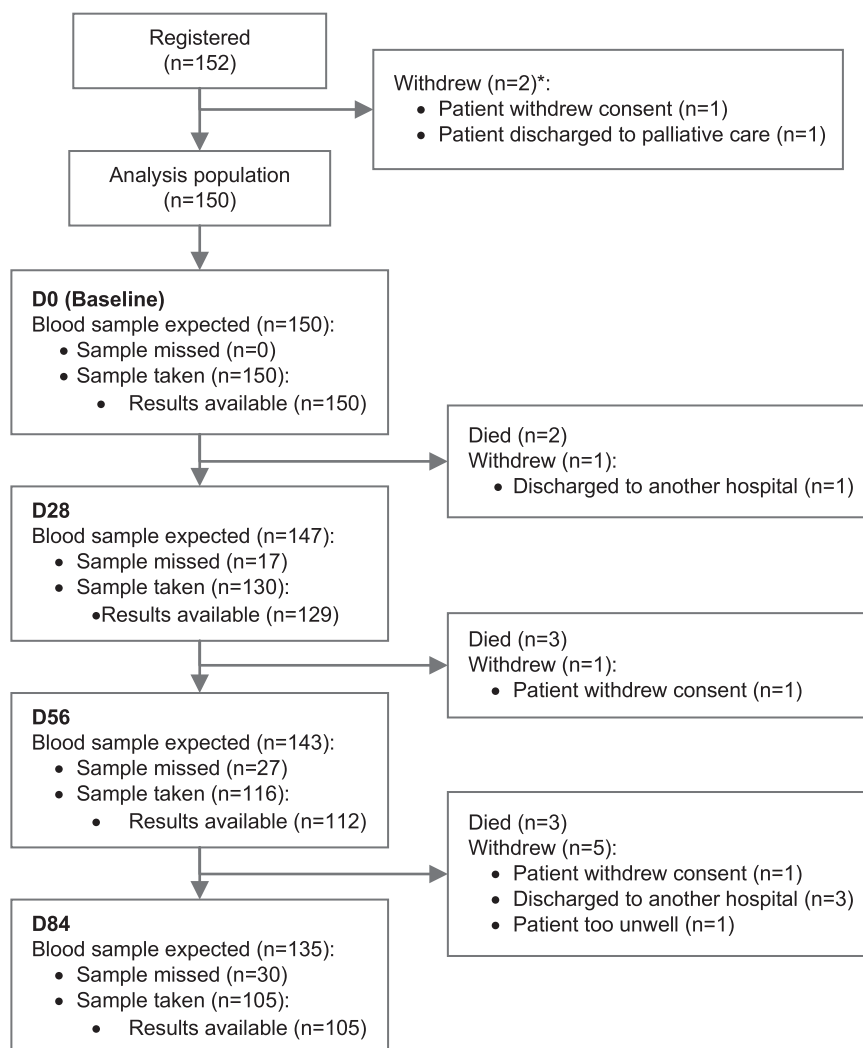 Registered
(n=152)
Withdrew (n=2)*:
• Patient withdrew consent (n=1)
• Patient discharged to palliative care (n=1)
Analysis population
(n=150)
D0 (Baseline)
Blood sample expected (n=150):
• Sample missed (n=0)
• Sample taken (n=150):
• Results available (n=150)
Died (n=2)
Withdrew (n=1):
• Discharged to another hospital (n=1)
D28
Blood sample expected (n=147):
• Sample missed (n=17)
• Sample taken (n=130):
•Results available (n=129)
Died (n=3)
Withdrew (n=1):
• Patient withdrew consent (n=1)
D56
Blood sample expected (n=143):
• Sample missed (n=27)
• Sample taken (n=116):
• Results available (n=112)
Died (n=3)
Withdrew (n=5):
• Patient withdrew consent (n=1)
• Discharged to another hospital (n=3)
• Patient too unwell (n=1)
D84
Blood sample expected (n=135):
• Sample missed (n=30)
• Sample taken (n=105):
• Results available (n=105)